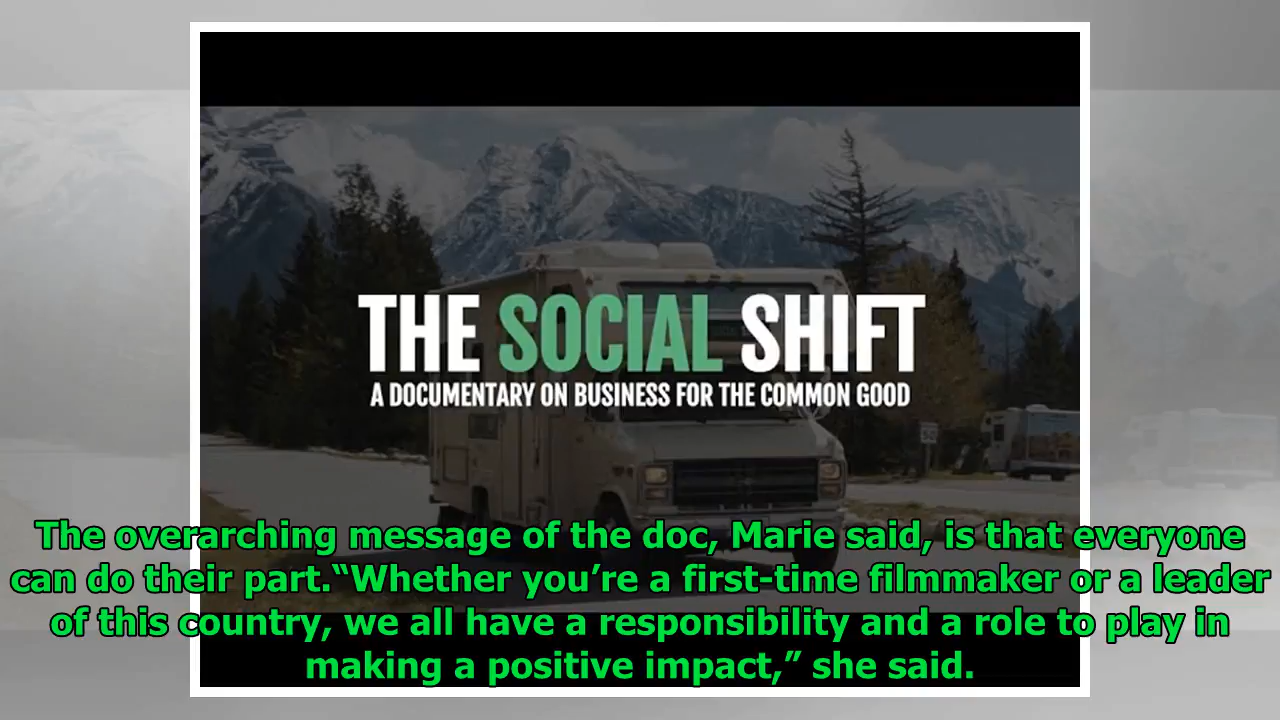 THE SOCIAL SHIFT
A DOCUMENTARY ON BUSINESS FOR THE COMMON GOOD
The overarching message of the doc, Marie said, is that everyone
can do their part.“Whether you’re a first-time filmmaker or a leader
of this country, we all have a responsibility and a role to play in
making a positive impact,” she said.